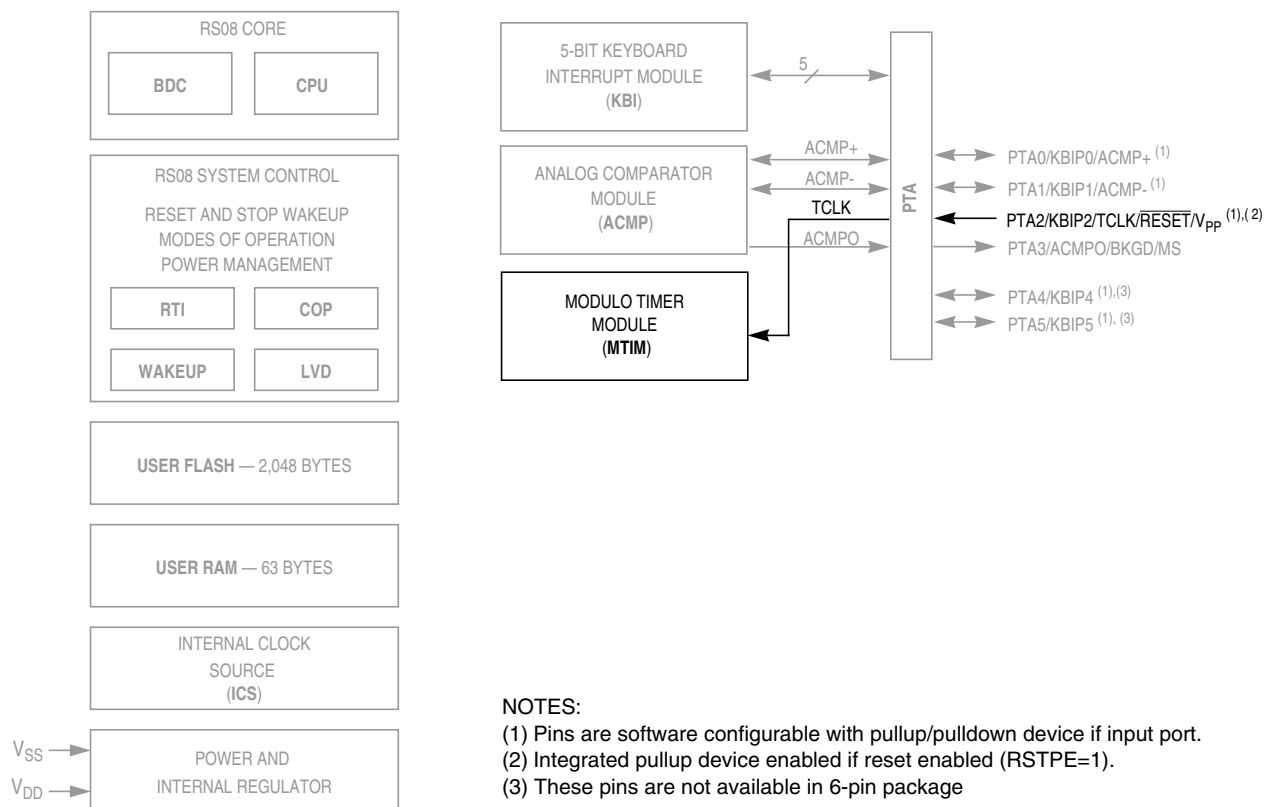 RS08 CORE
BDC
CPU
RS08 SYSTEM CONTROL
RESET AND STOP WAKEUP
MODES OF OPERATION
POWER MANAGEMENT
RTI
COP
WAKEUP
LVD
USER FLASH — 2,048 BYTES
USER RAM — 63 BYTES
INTERNAL CLOCK
SOURCE
(ICS)
VSS
VDD
POWER AND
INTERNAL REGULATOR
5-BIT KEYBOARD
INTERRUPT MODULE
(KBI)
5
ANALOG COMPARATOR
MODULE
(ACMP)
ACMP+
ACMP-
TCLK
ACMPO
MODULO TIMER
MODULE
(MTIM)
PTA
PTA0/KBIP0/ACMP+ (1)
PTA1/KBIP1/ACMP- (1)
PTA2/KBIP2/TCLK/RESET/VPP (1),( 2)
PTA3/ACMPO/BKGD/MS
PTA4/KBIP4 (1),(3)
PTA5/KBIP5 (1), (3)
NOTES:
(1) Pins are software configurable with pullup/pulldown device if input port.
(2) Integrated pullup device enabled if reset enabled (RSTPE=1).
(3) These pins are not available in 6-pin package